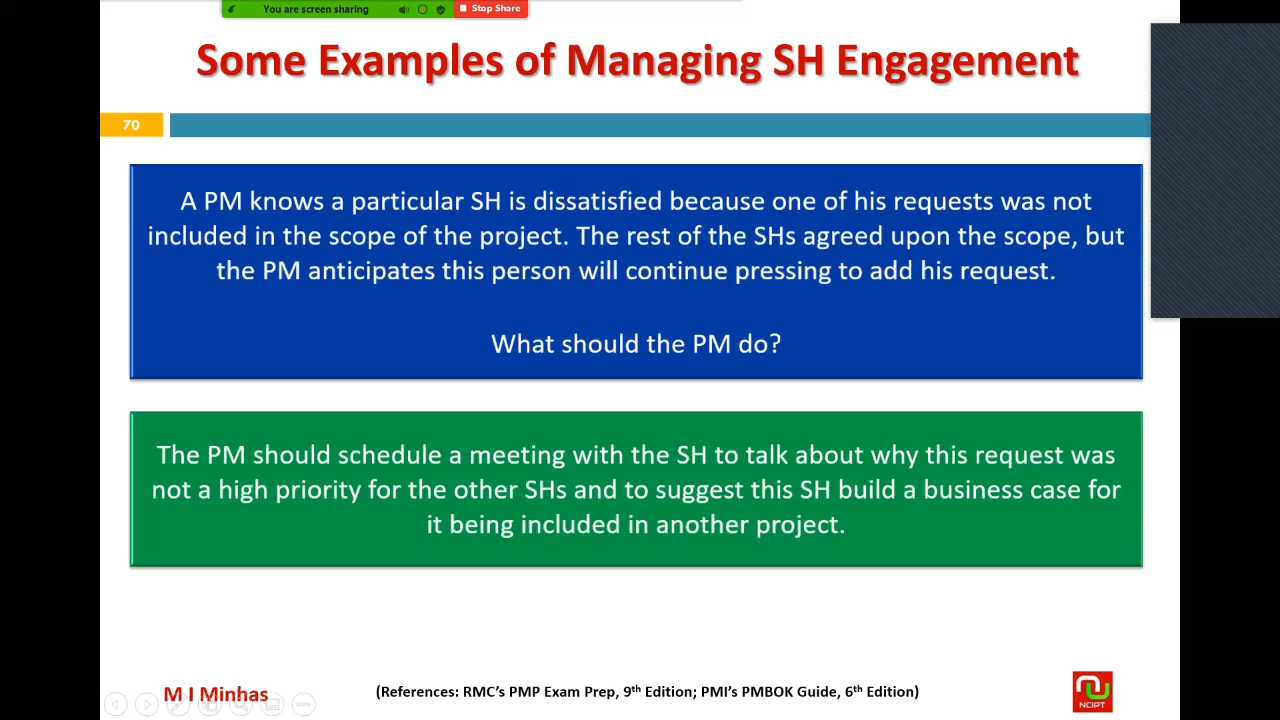 You are screen sharing
Stop Share
Some Examples of Managing SH Engagement
70
A PM knows a particular SH is dissatisfied because one of his requests was not
included in the scope of the project. The rest of the SHs agreed upon the scope, but
the PM anticipates this person will continue pressing to add his request.
What should the PM do?
The PM should schedule a meeting with the SH to talk about why this request was
not a high priority for the other SHs and to suggest this SH build a business case for
it being included in another project.
M I Minhas
(References: RMC's PMP Exam Prep, 9th Edition; PMI's PMBOK Guide, 6th Edition)
NCIPT